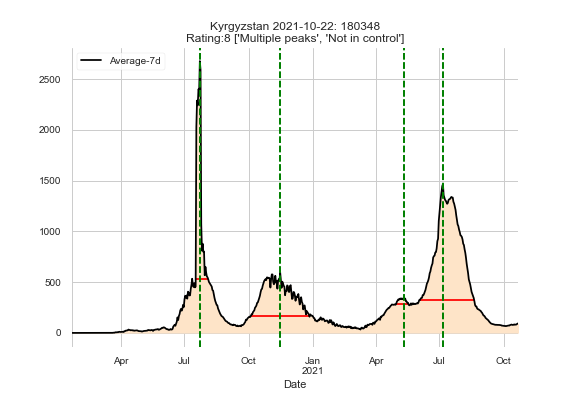 Kyrgyzstan 2021-10-22: 180348
Rating:8 ['Multiple peaks', 'Not in control']
Average-7d
2500
2000
1500
1000
500
0
Apr Jul Oct Jan Apr Jul Oct
2021
Date